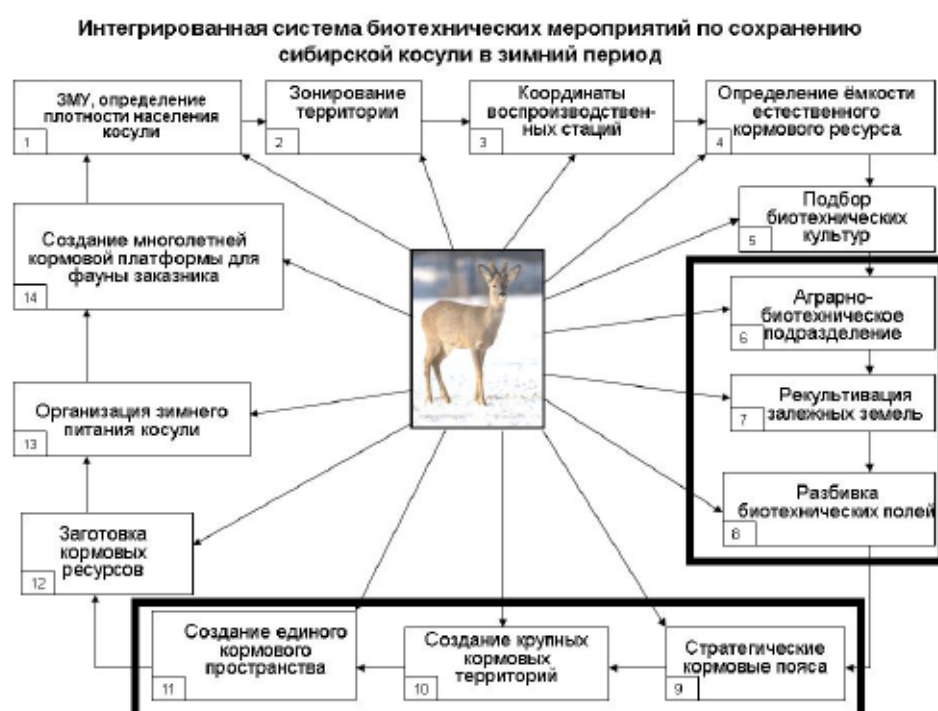 Интегрированная система биотехнических мероприятий по сохранению
сибирской косули в зимний период
ЗМУ, определение
плотности населения
косули
1
Зонирование
территории
2
Координаты
воспроизводствен-
ных стаций
3
Определение ёмкости
естественного
кормового ресурса
4
Подбор
биотехнических
культур
5
Аграрно-
биотехническое
подразделение
6
Рекультивация
залежных земель
7
Разбивка
биотехнических полей
8
Стратегические
кормовые пояса
9
Создание крупных
кормовых
территорий
10
Создание единого
кормового
пространства
11
Заготовка
кормовых
ресурсов
12
Организация зимнего
питания косули
13
Создание многолетней
кормовой платформы для
фауны заказника
14